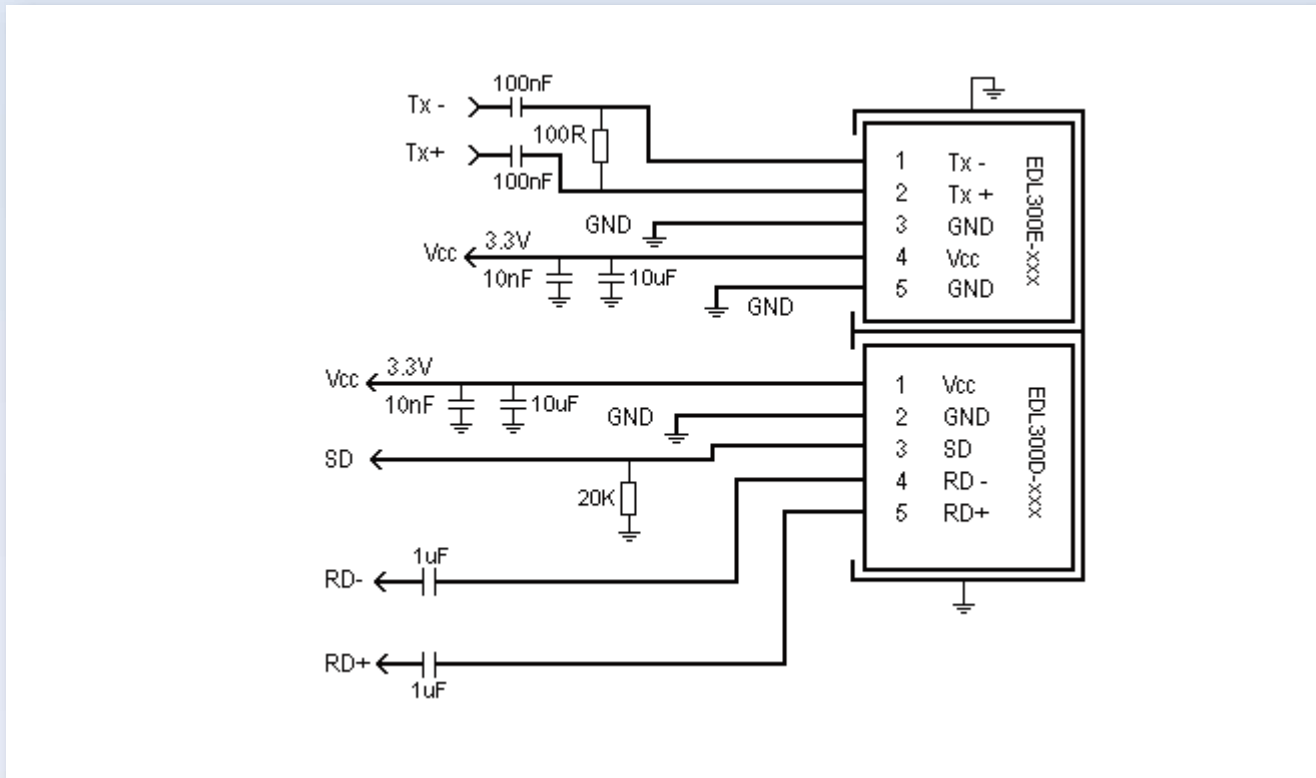 100nF
Tx -
100R
Tx+
100nF
1 Tx -
2 Tx +
3 GND
4 Vcc
5 GND
EDL300E-xxx
GND
Vcc 3.3V
10nF 10uF
GND
Vcc 3.3V
10nF 10uF
GND
SD
20K
1 Vcc
2 GND
3 SD
4 RD -
5 RD+
EDL300D-xxx
1uF
RD-
RD+
1uF